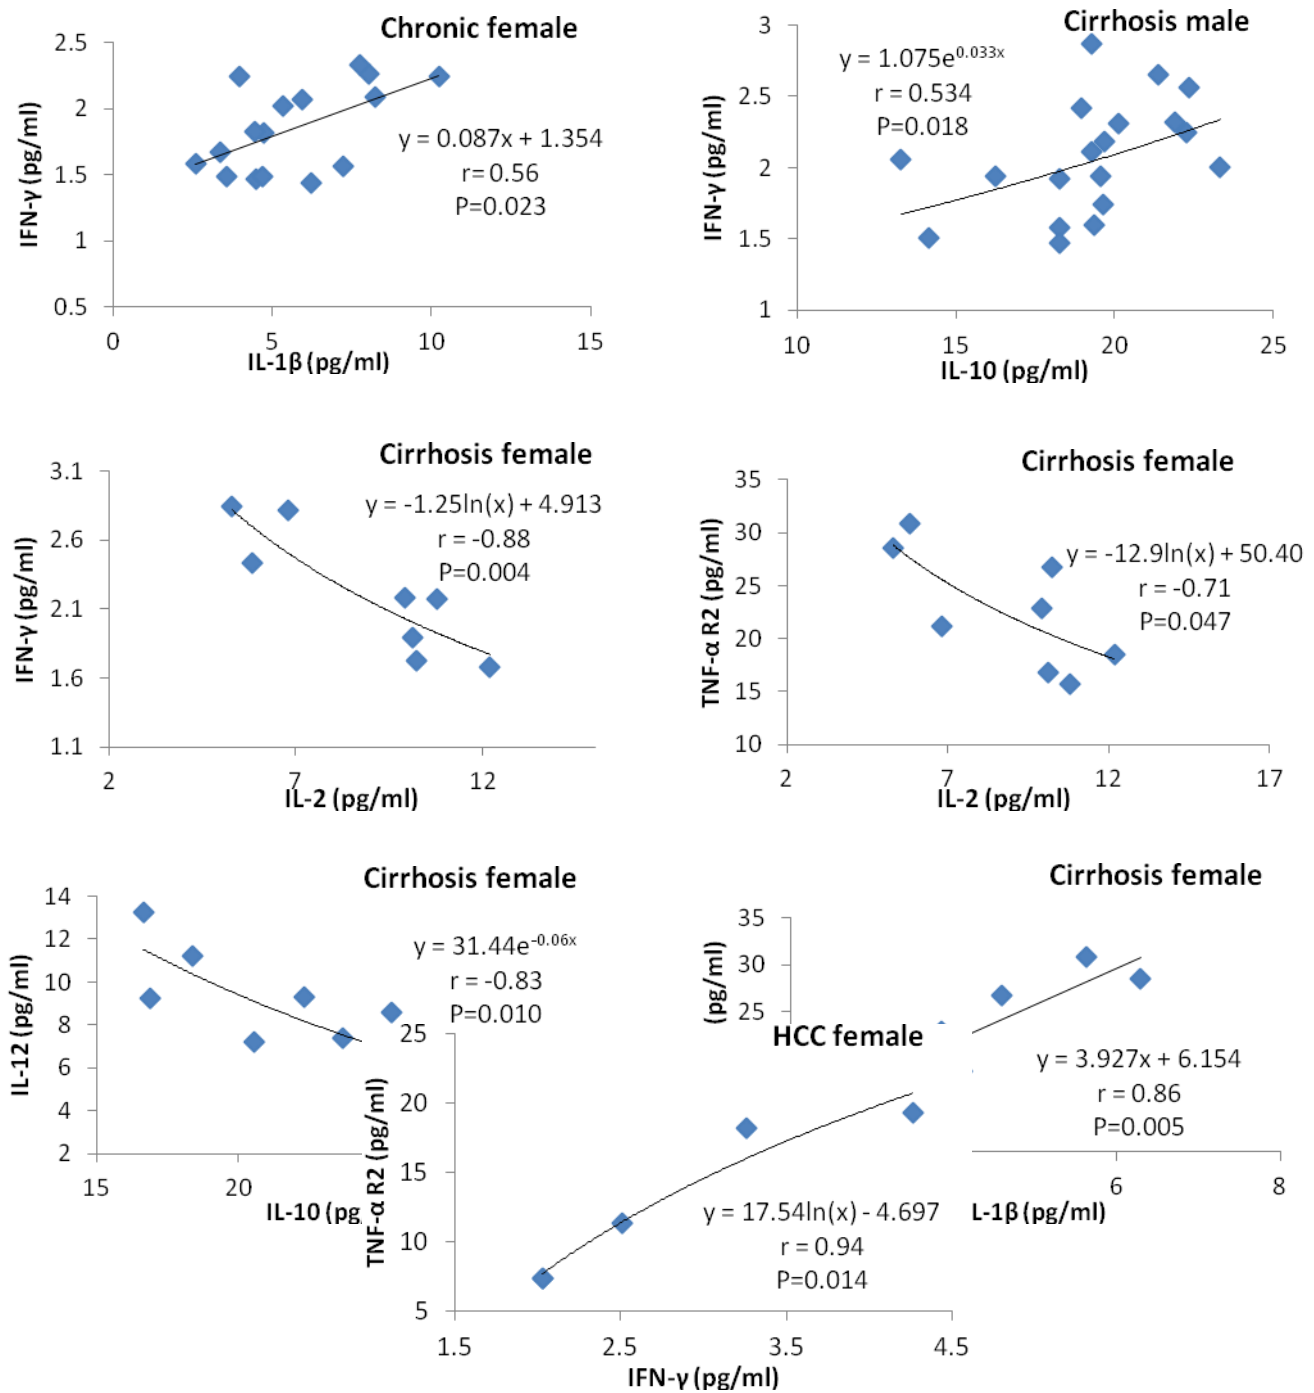 Chronic female
2.5
2
1.5
1
0.5
0
5
10
15
IFN-γ (pg/ml)
IL-1β (pg/ml)
y = 0.087x + 1.354
r= 0.56
P=0.023
Cirrhosis male
3
2.5
2
1.5
1
10
15
20
25
IFN-γ (pg/ml)
IL-10 (pg/ml)
y = 1.075e^0.033x
r = 0.534
P=0.018
Cirrhosis female
3.1
2.6
2.1
1.6
1.1
2
7
12
IFN-γ (pg/ml)
IL-2 (pg/ml)
y = -1.25ln(x) + 4.913
r = -0.88
P=0.004
Cirrhosis female
35
30
25
20
15
10
2
7
12
17
TNF-α R2 (pg/ml)
IL-2 (pg/ml)
y = -12.9ln(x) + 50.40
r = -0.71
P=0.047
Cirrhosis female
14
12
10
8
6
4
2
15
20
IL-12 (pg/ml)
IL-10 (pg
y = 31.44e^-0.06x
r = -0.83
P=0.010
Cirrhosis female
35
30
25
(pg/ml)
6
8
L-1β (pg/ml)
y = 3.927x + 6.154
r = 0.86
P=0.005
HCC female
25
20
15
10
5
1.5
2.5
3.5
4.5
TNF-α R2 (pg/ml)
IFN-γ (pg/ml)
y = 17.54ln(x) - 4.697
r = 0.94
P=0.014